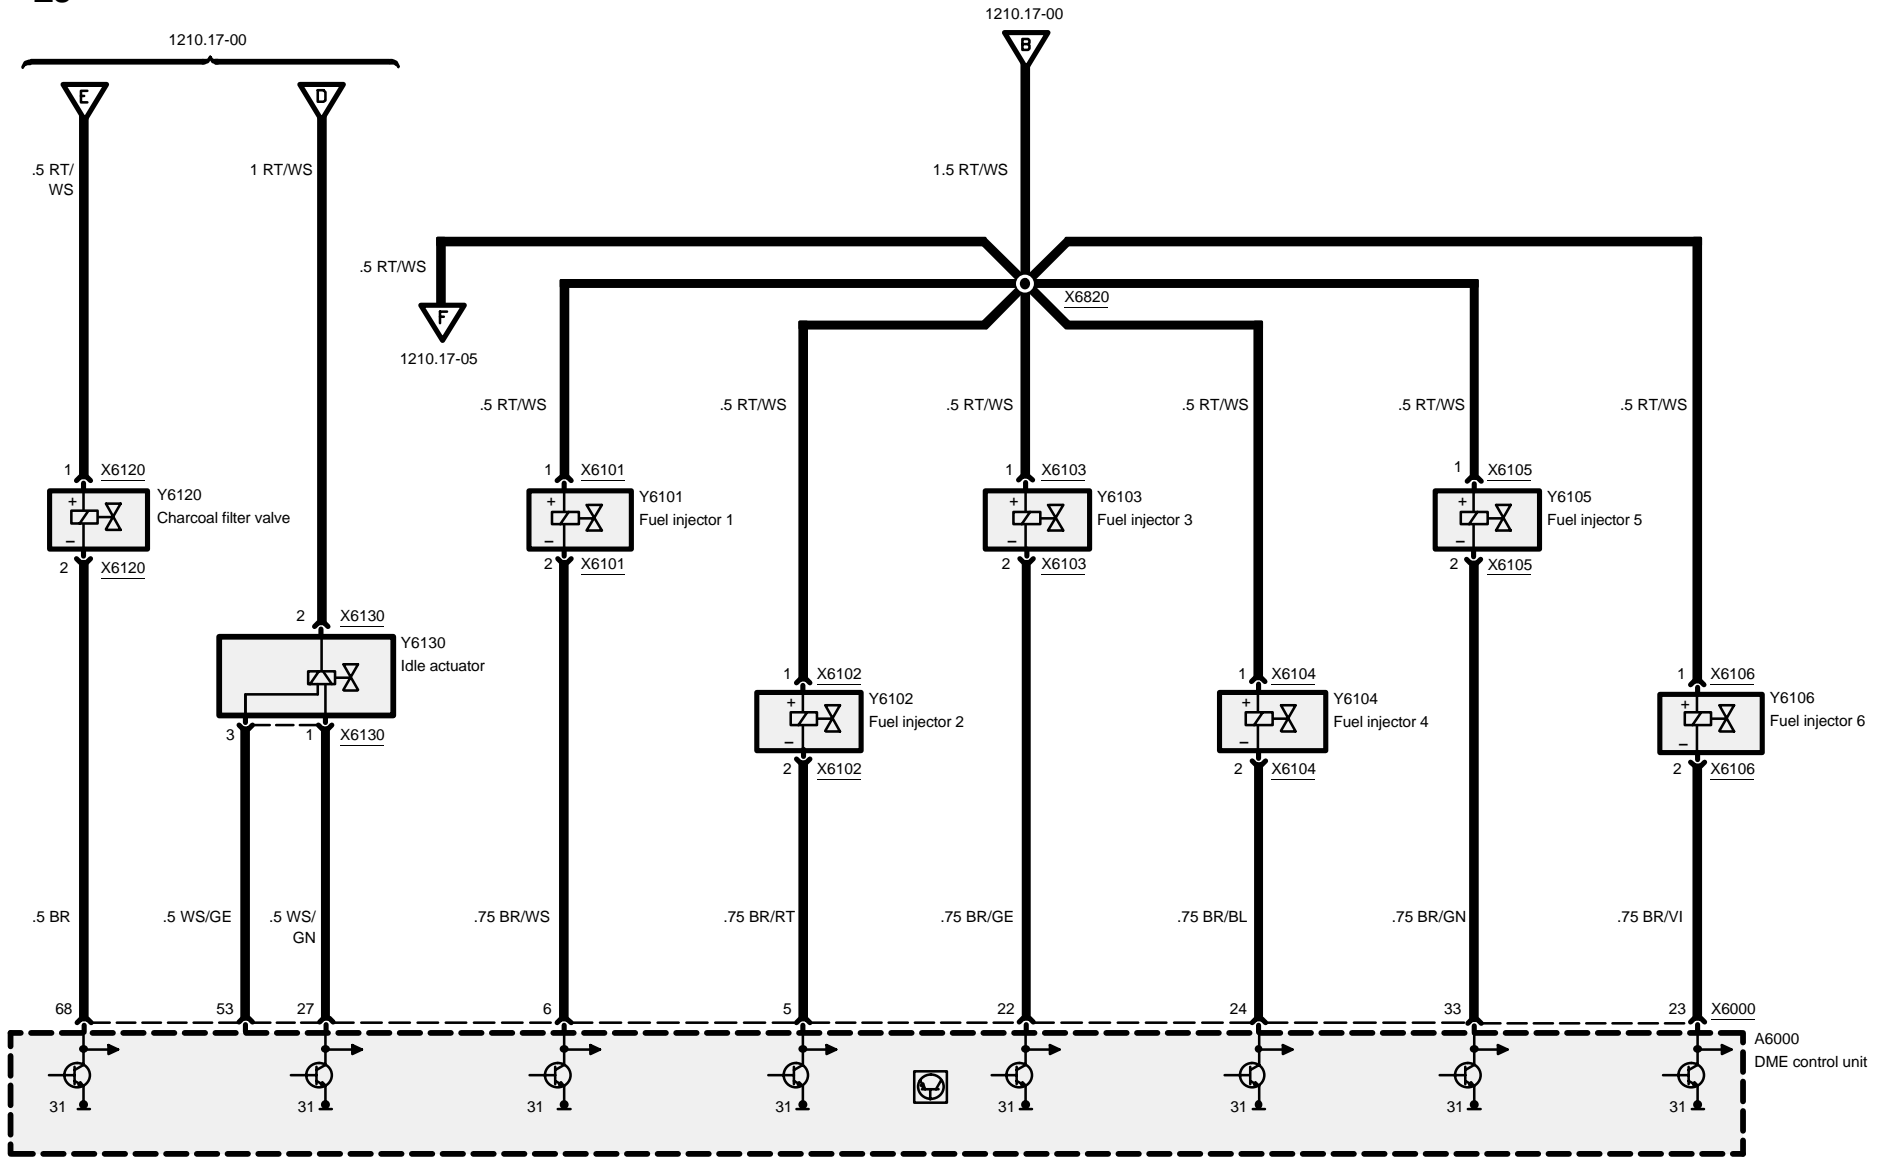 1210.17-00
1210.17-00
E
D
B
.5 RT/
WS
1 RT/WS
1.5 RT/WS
.5 RT/WS
X6820
F
1210.17-05
.5 RT/WS
.5 RT/WS
.5 RT/WS
.5 RT/WS
.5 RT/WS
.5 RT/WS
1 X6120
1 X6101
1 X6103
1 X6105
+
Y6120
Charcoal filter valve
–
+
Y6101
Fuel injector 1
–
+
Y6103
Fuel injector 3
–
+
Y6105
Fuel injector 5
–
2 X6120
2 X6101
2 X6103
2 X6105
2 X6130
Y6130
Idle actuator
3 1 X6130
1 X6102
1 X6104
1 X6106
+
Y6102
Fuel injector 2
–
+
Y6104
Fuel injector 4
–
+
Y6106
Fuel injector 6
–
2 X6102
2 X6104
2 X6106
.5 BR
.5 WS/GE
.5 WS/
GN
.75 BR/WS
.75 BR/RT
.75 BR/GE
.75 BR/BL
.75 BR/GN
.75 BR/VI
68 53 27 6 5 22 24 33 23 X6000
A6000
DME control unit
31 31 31 31 31 31 31 31